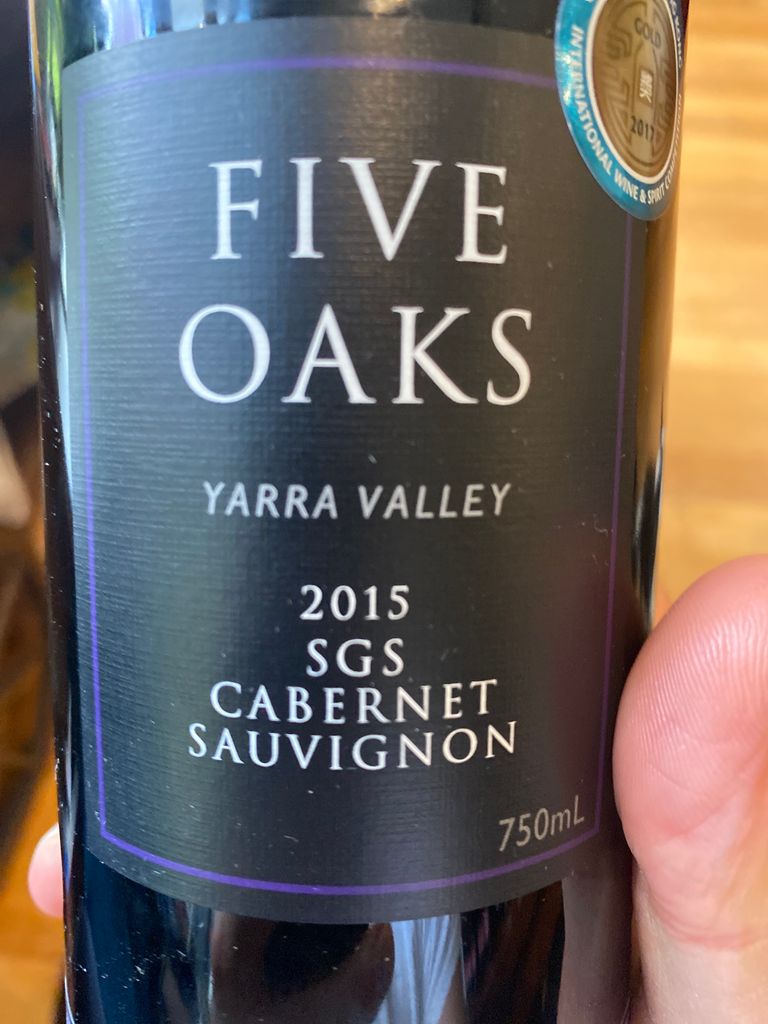 GOLD
2017
INTERNATIONAL WINE & SPIRIT
FIVE
OAKS
YARRA VALLEY
2015
SGS
CABERNET
SAUVIGNON
750mL